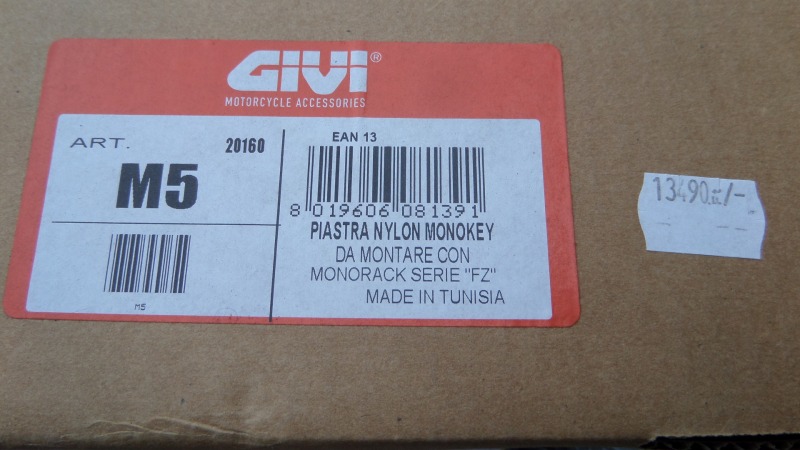 GIVI®
MOTORCYCLE ACCESSORIES
ART.
20160
M5
M5
EAN 13
8 019606 081391
PIASTRA NYLON MONOKEY
DA MONTARE CON
MONORACK SERIE "FZ"
MADE IN TUNISIA
13490 /-